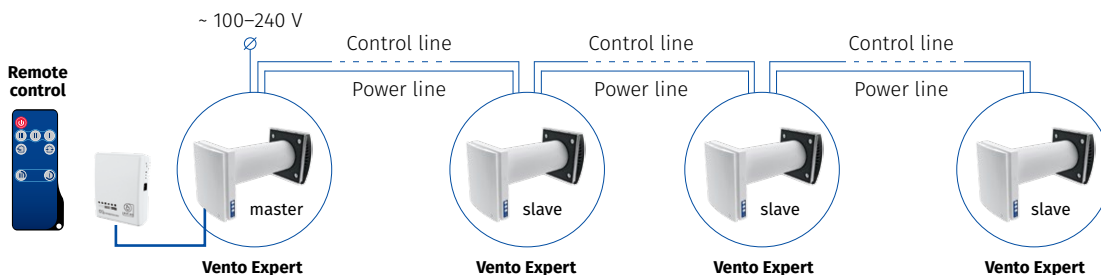 ~ 100–240 V
Control line
Control line
Control line
Remote
control
Power line
Power line
Power line
master
slave
slave
slave
Vento Expert
Vento Expert
Vento Expert
Vento Expert